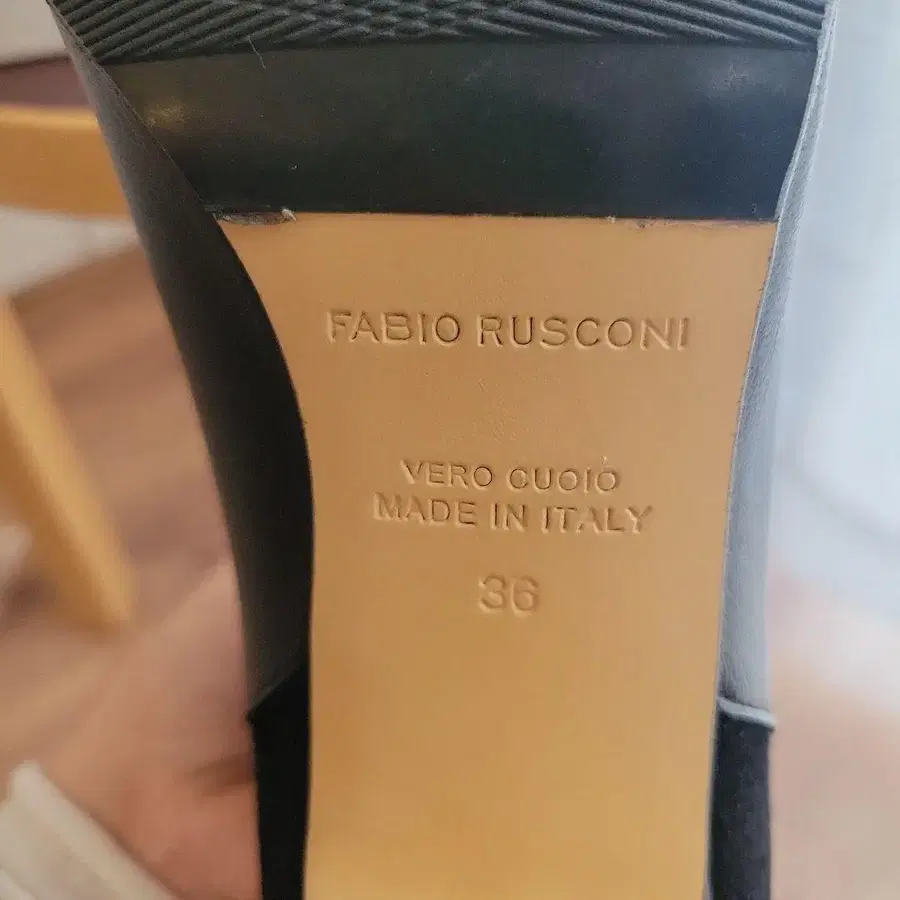 FABIO RUSCONI
VERO CUOIO
MADE IN ITALY
36